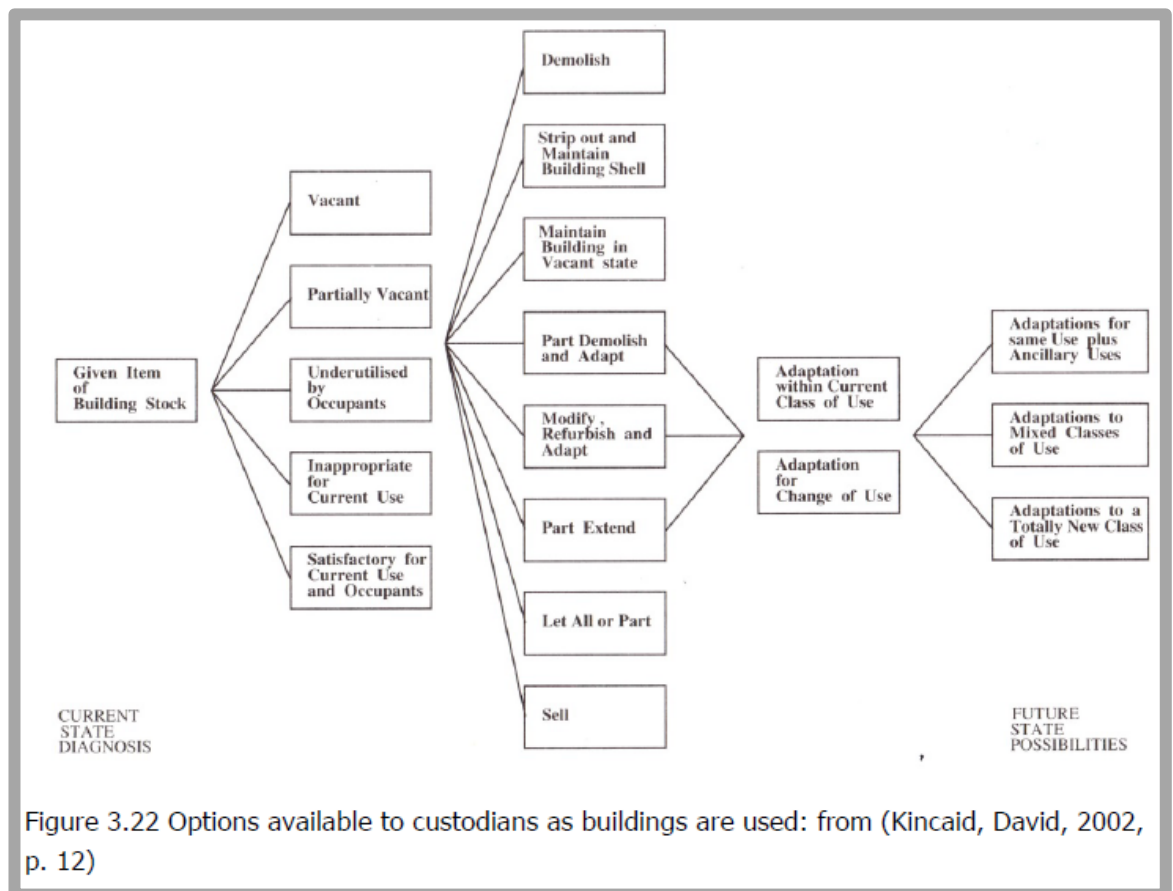 Demolish
Strip out and
Maintain
Building Shell
Vacant
Maintain
Building in
Vacant state
Partially Vacant
Part Demolish
and Adapt
Adaptations for
same Use plus
Ancillary Uses
Given Item
of
Building Stock
Underutilised
by
Occupants
Adaptation
within Current
Class of Use
Modify ,
Refurbish and
Adapt
Adaptations to
Mixed Classes
of Use
Inappropriate
for
Current Use
Adaptation
for
Change of Use
Part Extend
Adaptations to a
Totally New Class
of Use
Satisfactory for
Current Use
and Occupants
Let All or Part
Sell
CURRENT
STATE
DIAGNOSIS
FUTURE
STATE
POSSIBILITIES
Figure 3.22 Options available to custodians as buildings are used: from (Kincaid, David, 2002,
p. 12)